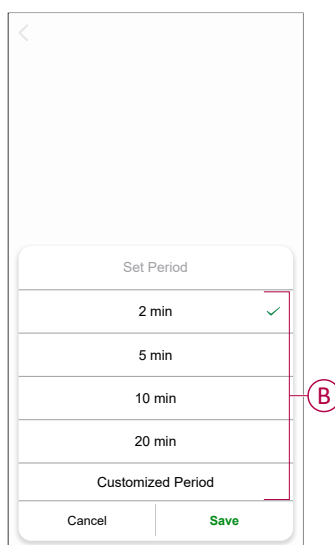 Set Period
2 min
5 min
10 min
20 min
Customized Period
Cancel Save
B